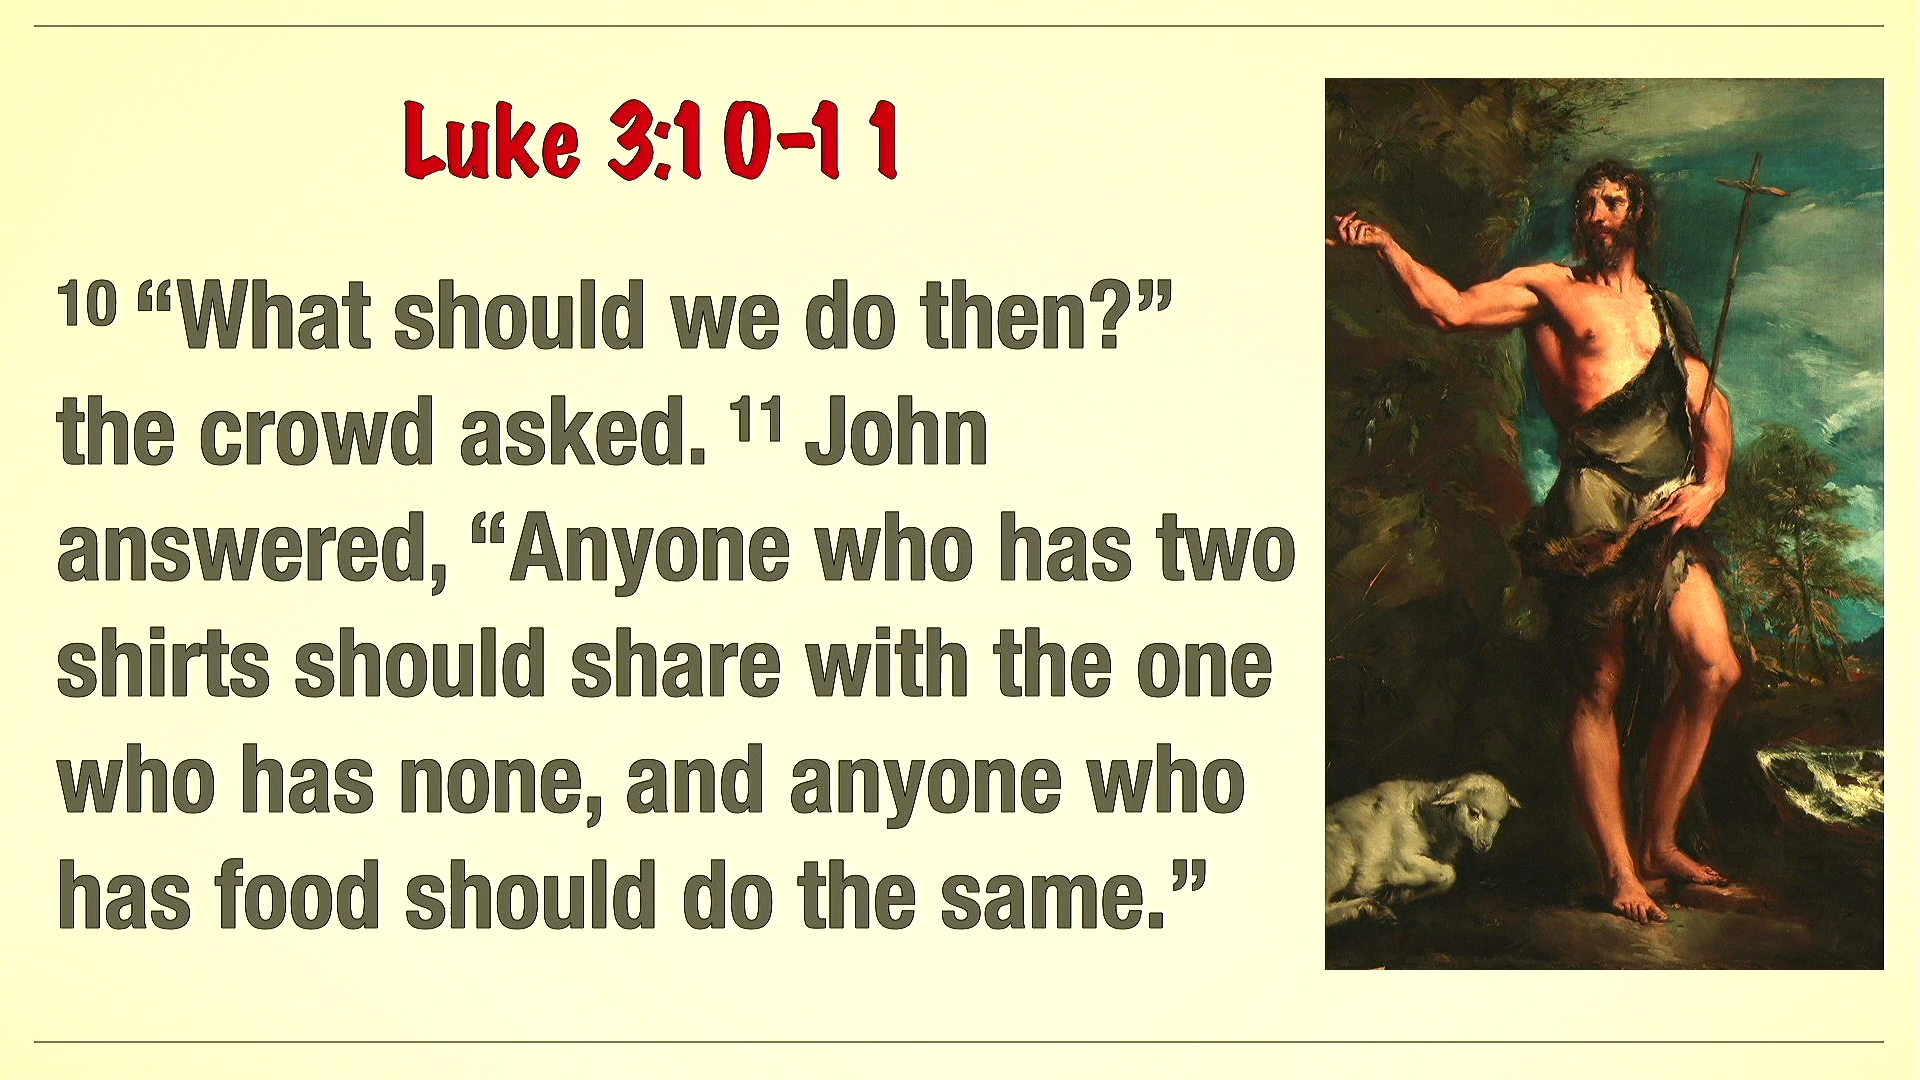 Luke 3:10-11
10 “What should we do then?”
the crowd asked. 11 John
answered, “Anyone who has two
shirts should share with the one
who has none, and anyone who
has food should do the same.”